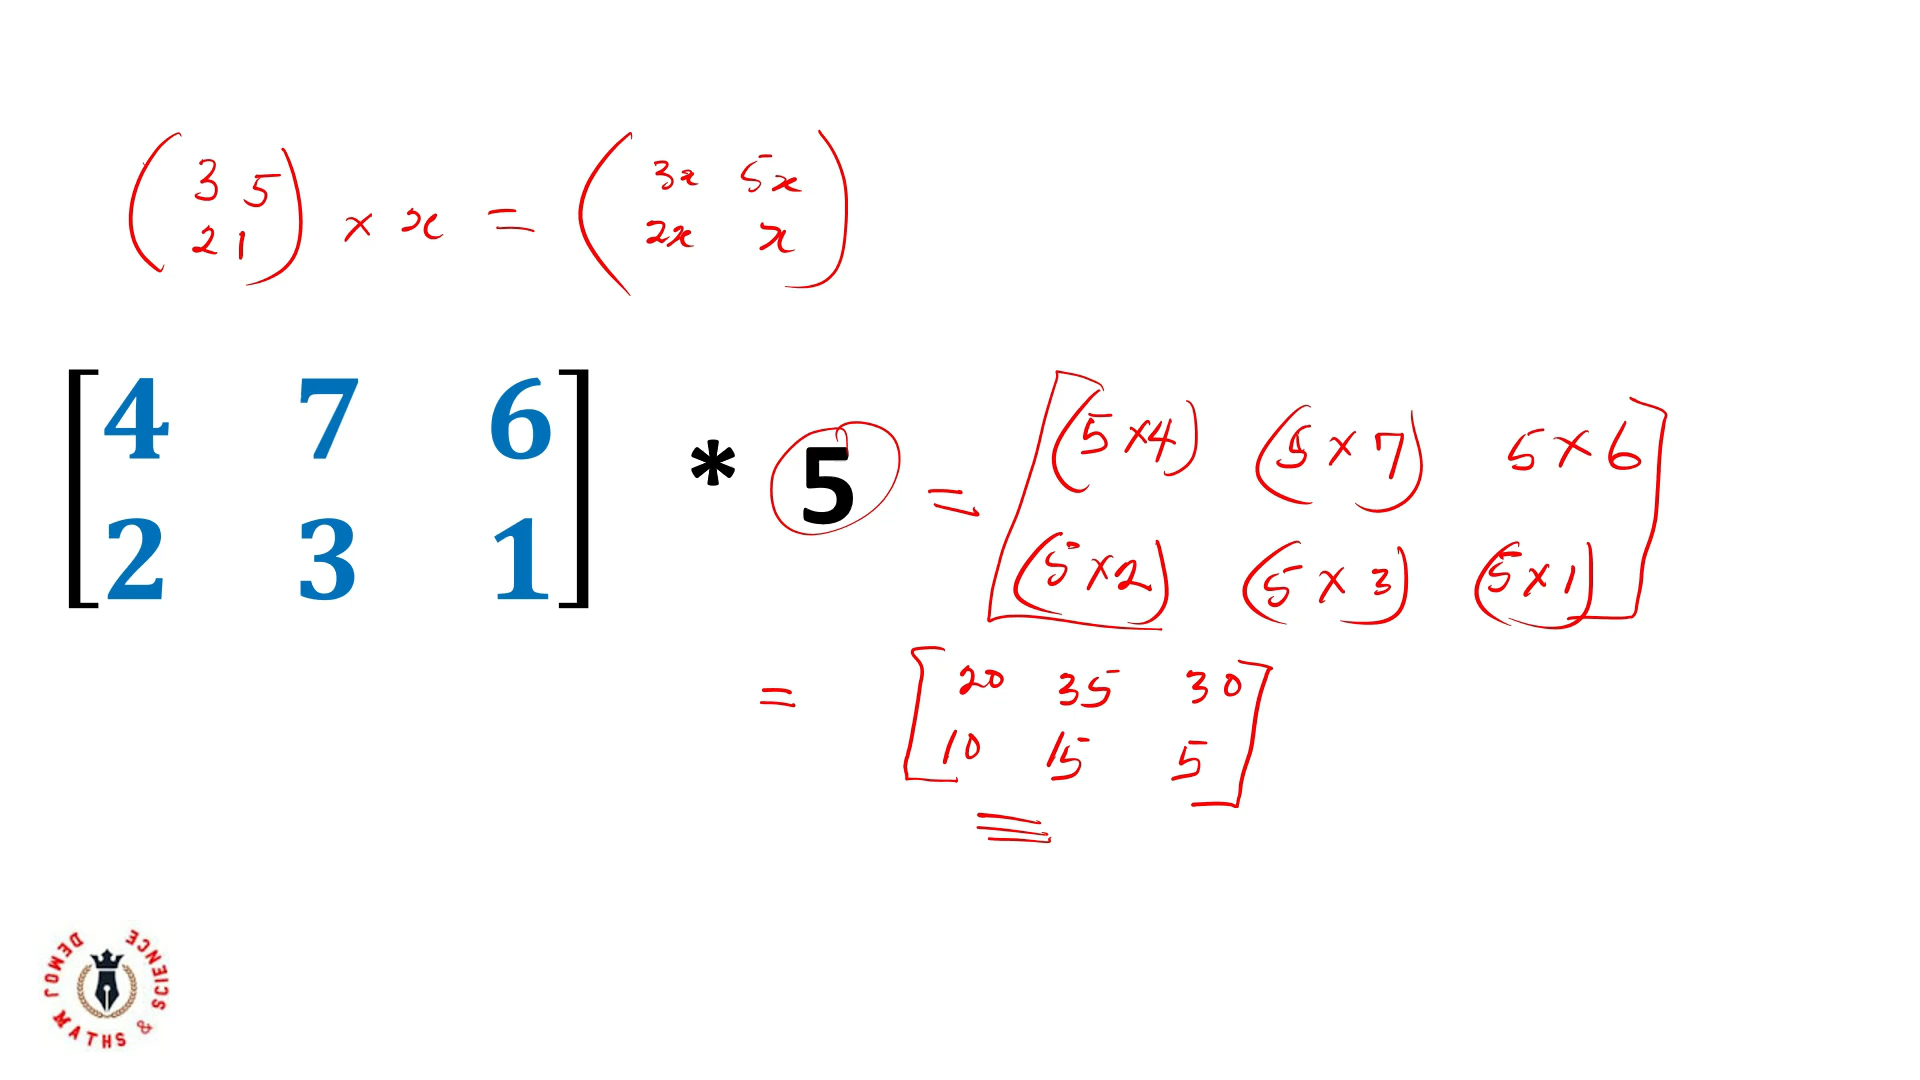 ( 3 5 ) × x = ( 3x 5x )
( 2 1 ) ( 2x x )
[ 4 7 6 ] * 5 = [ (5 × 4) (5 × 7) 5 × 6 ]
[ 2 3 1 ] [ (5 × 2) (5 × 3) (5 × 1) ]
= [ 20 35 30 ]
[ 10 15 5 ]
DEMOJ MATHS & SCIENCE